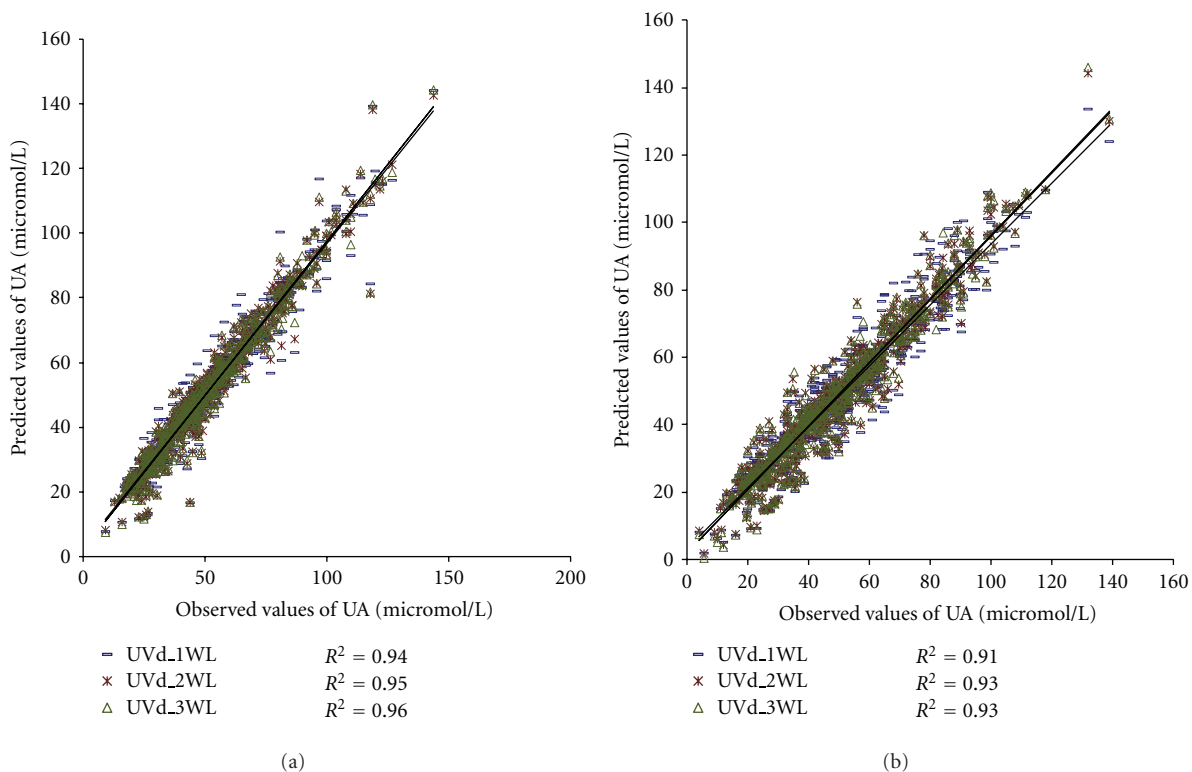 160
140
120
100
80
60
40
20
0
Predicted values of UA (micromol/L)
0 50 100 150 200
Observed values of UA (micromol/L)
UVd_1WL R² = 0.94
UVd_2WL R² = 0.95
UVd_3WL R² = 0.96
(a)
160
140
120
100
80
60
40
20
0
Predicted values of UA (micromol/L)
0 20 40 60 80 100 120 140 160
Observed values of UA (micromol/L)
UVd_1WL R² = 0.91
UVd_2WL R² = 0.93
UVd_3WL R² = 0.93
(b)